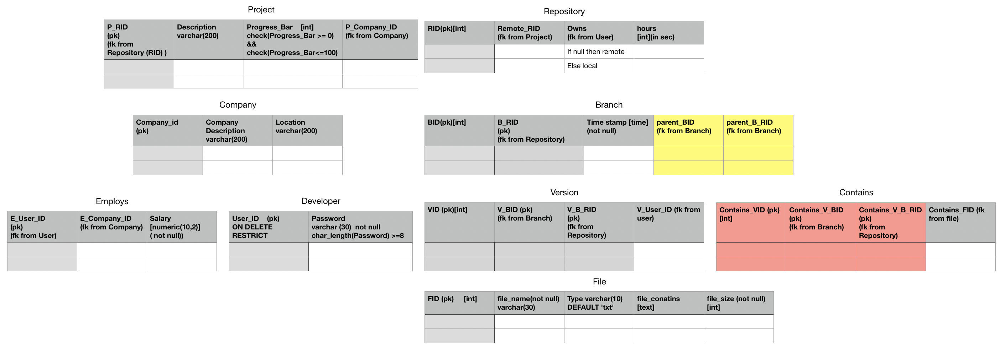 Project
P_RID
(pk)
(fk from
Repository (RID) )
Description
varchar(200)
Progress_Bar [int]
check(Progress_Bar >= 0)
&&
check(Progress_Bar<=100)
P_Company_ID
(fk from Company)
Repository
RID(pk)[int]
Remote_RID
(fk from Project)
Owns
(fk from User)
hours
[int](in sec)
If null then remote
Else local
Company
Company_id
(pk)
Company
Description
varchar(200)
Location
varchar(200)
Branch
BID(pk)[int]
B_RID
(pk)
(fk from Repository)
Time stamp [time]
(not null)
parent_BID
(fk from Branch)
parent_B_RID
(fk from Branch)
Employs
E_User_ID
(pk)
(fk from User)
E_Company_ID
(fk from Company)
Salary
[numeric(10,2)]
( not null))
Developer
User_ID (pk)
ON DELETE
RESTRICT
Password
varchar (30) not null
char_length(Password) >=8
Version
VID (pk)[int]
V_BID (pk)
(fk from Branch)
V_B_RID
(pk)
(fk from
Repository)
V_User_ID (fk from
user)
Contains
Contains_VID (pk)
[int]
Contains_V_BID
(pk)
(fk from Branch)
Contains_V_B_RID
(pk)
(fk from
Repository)
Contains_FID (fk
from file)
File
FID (pk) [int]
file_name(not null)
varchar(30)
Type varchar(10)
DEFAULT 'txt'
file_conatins
[text]
file_size (not null)
[int]